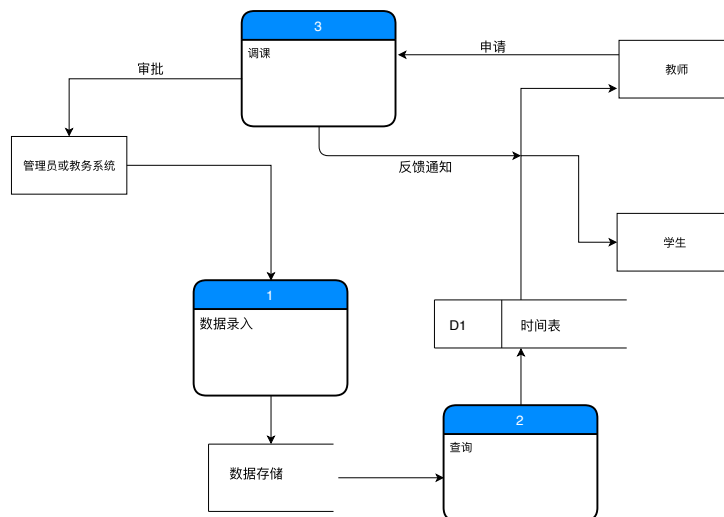 3
调课
申请
教师
审批
管理员或教务系统
反馈通知
学生
1
数据录入
D1
时间表
2
查询
数据存储